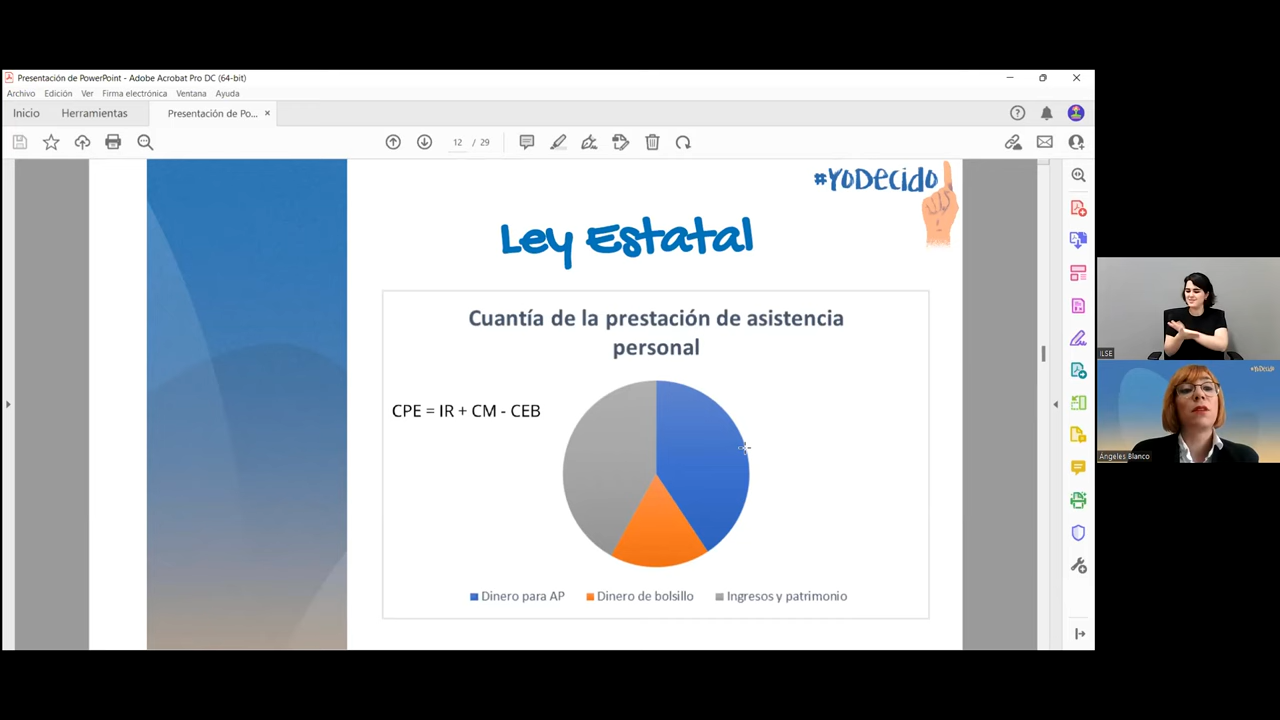 Presentación de PowerPoint - Adobe Acrobat Pro DC (64-bit)
Archivo Edición Ver Firma electrónica Ventana Ayuda
Inicio Herramientas Presentación de Po... ×
12 / 29
#YoDecido
Ley Estatal
Cuantía de la prestación de asistencia
personal
CPE = IR + CM - CEB
Dinero para AP Dinero de bolsillo Ingresos y patrimonio
ILSE
#YoDecido
Ángeles Blanco